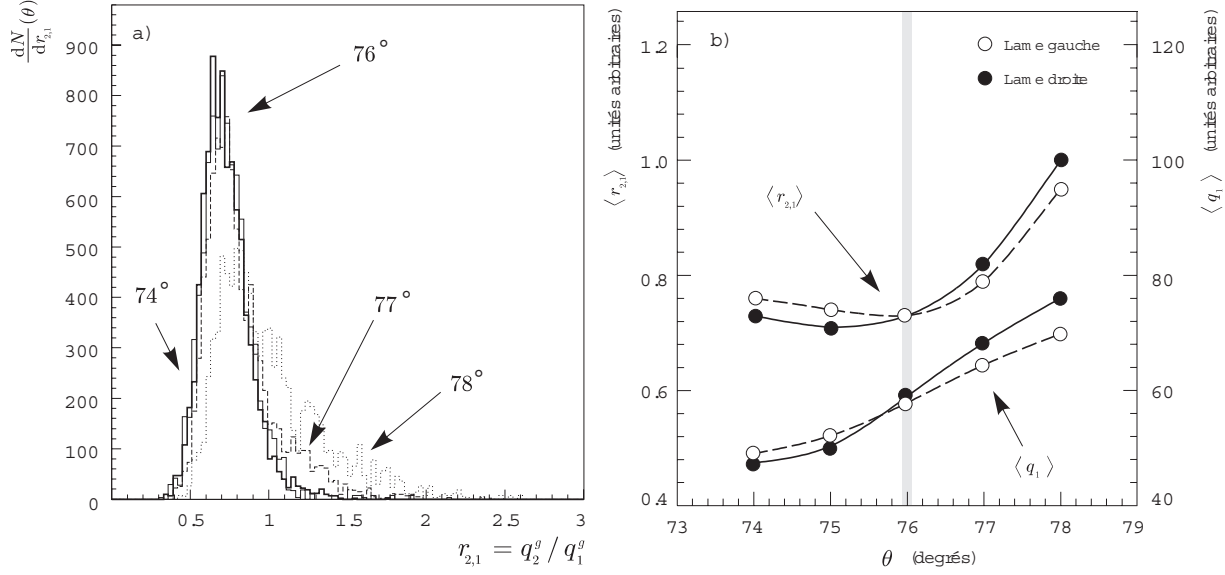 dN/dr2,1 (θ)
a)
900
800
700
600
500
400
300
200
100
0
76°
74°
77°
78°
0.5 1 1.5 2 2.5 3
r2,1 = q2^g / q1^g
⟨ r2,1 ⟩ (unités arbitraires)
b)
1.2
1.0
0.8
0.6
0.4
Lame gauche
Lame droite
⟨ r2,1 ⟩
⟨ q1 ⟩
120
100
80
60
40
⟨ q1 ⟩ (unités arbitraires)
73 74 75 76 77 78 79
θ (degrés)